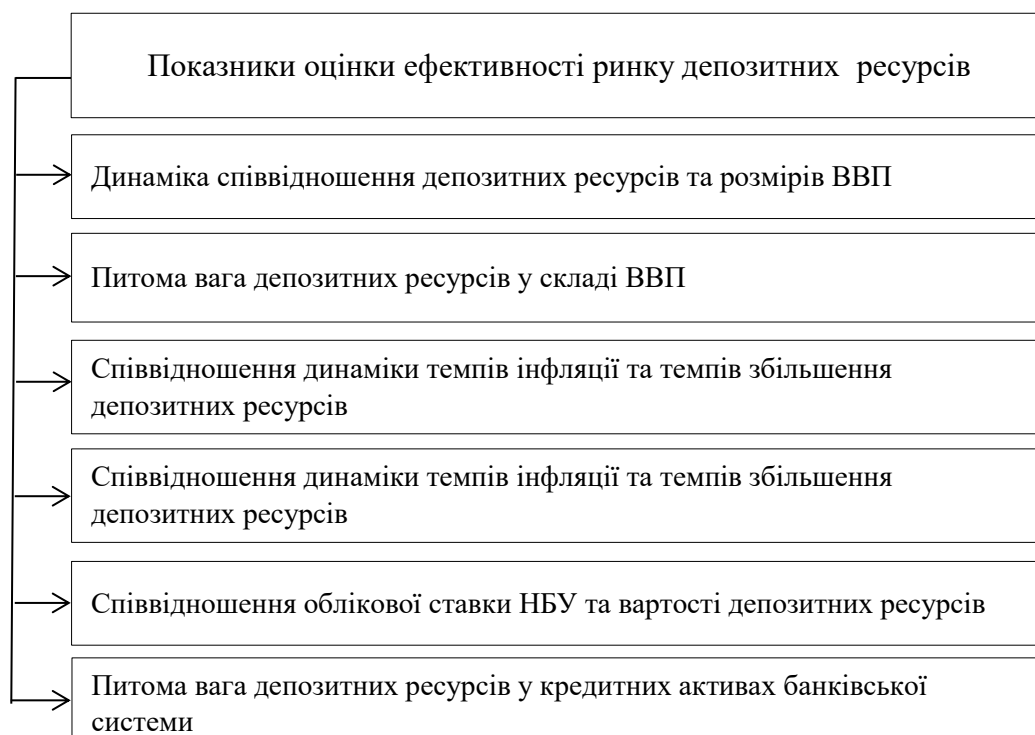 Показники оцінки ефективності ринку депозитних ресурсів
Динаміка співвідношення депозитних ресурсів та розмірів ВВП
Питома вага депозитних ресурсів у складі ВВП
Співвідношення динаміки темпів інфляції та темпів збільшення
депозитних ресурсів
Співвідношення динаміки темпів інфляції та темпів збільшення
депозитних ресурсів
Співвідношення облікової ставки НБУ та вартості депозитних ресурсів
Питома вага депозитних ресурсів у кредитних активах банківської
системи